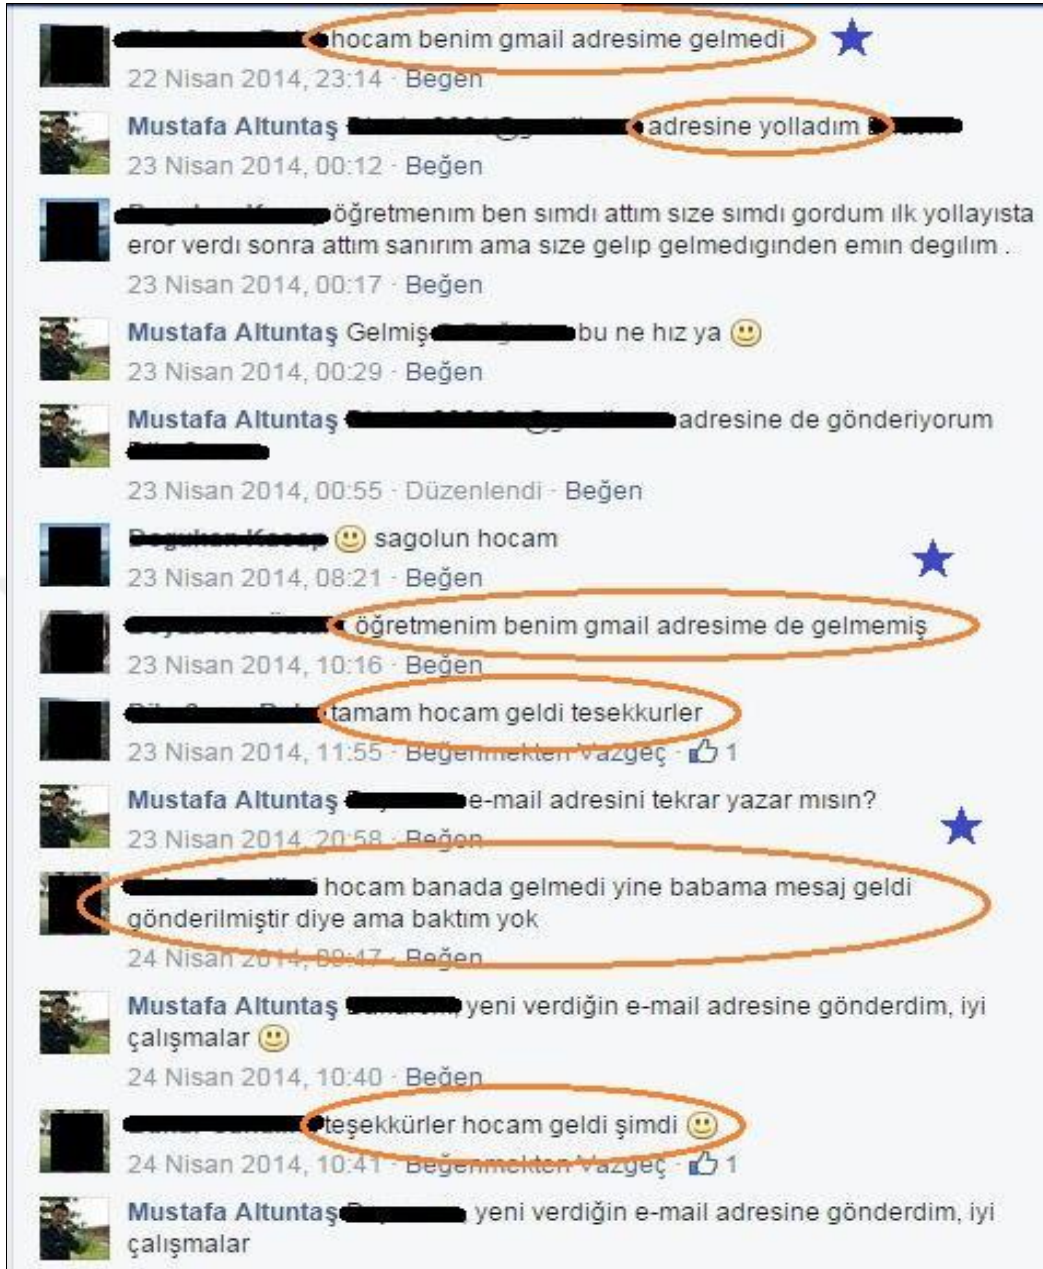 hocam benim gmail adresime gelmedi
22 Nisan 2014, 23:14 · Beğen
Mustafa Altuntaş adresine yolladım
23 Nisan 2014, 00:12 · Beğen
öğretmenım ben sımdı attım sıze sımdı gordum ılk yollayısta
eror verdı sonra attım sanırım ama sıze gelıp gelmedıgınden emin degılım .
23 Nisan 2014, 00:17 · Beğen
Mustafa Altuntaş Gelmiş bu ne hız ya
23 Nisan 2014, 00:29 · Beğen
Mustafa Altuntaş adresine de gönderiyorum
23 Nisan 2014, 00:55 · Düzenlendi · Beğen
sagolun hocam
23 Nisan 2014, 08:21 · Beğen
öğretmenim benim gmail adresime de gelmemiş
23 Nisan 2014, 10:16 · Beğen
tamam hocam geldi tesekkurler
23 Nisan 2014, 11:55 · Beğenmekten Vazgeç · 1
Mustafa Altuntaş e-mail adresini tekrar yazar mısın?
23 Nisan 2014, 20:58 · Beğen
hocam banada gelmedi yine babama mesaj geldi
gönderilmiştir diye ama baktım yok
24 Nisan 2014, 09:47 · Beğen
Mustafa Altuntaş yeni verdiğin e-mail adresine gönderdim, iyi
çalışmalar
24 Nisan 2014, 10:40 · Beğen
teşekkürler hocam geldi şimdi
24 Nisan 2014, 10:41 · Beğenmekten Vazgeç · 1
Mustafa Altuntaş yeni verdiğin e-mail adresine gönderdim, iyi
çalışmalar